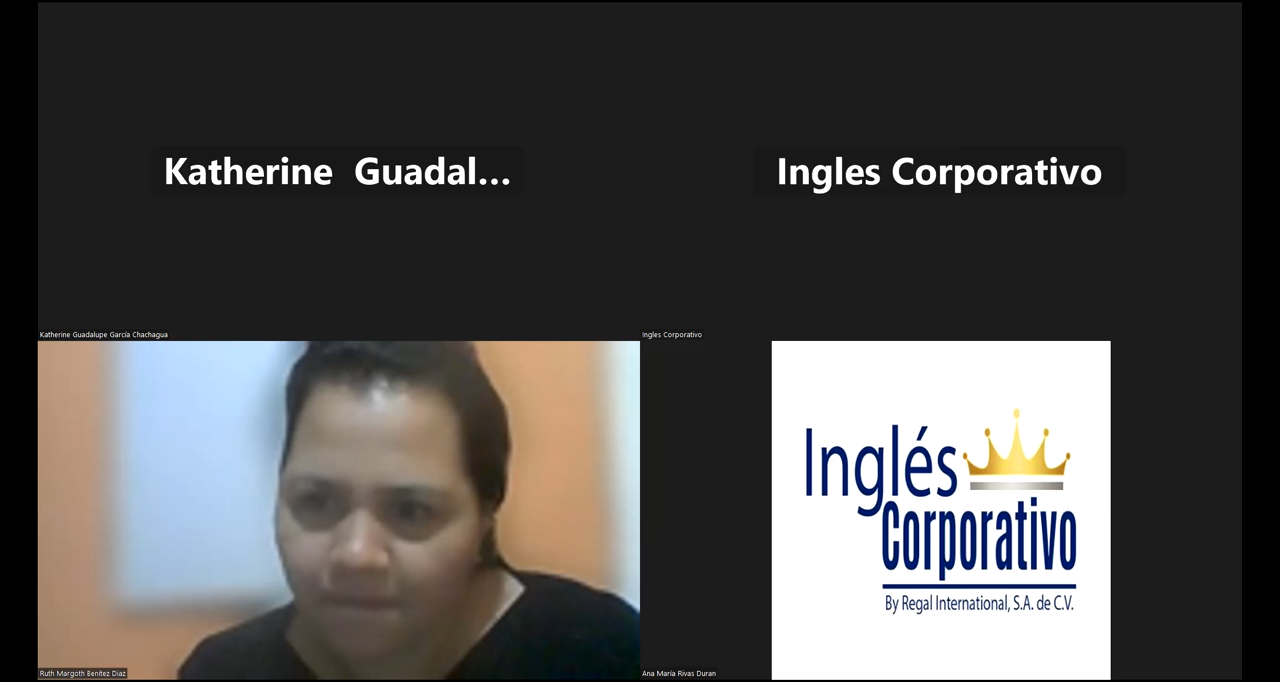 Katherine Guadal...
Ingles Corporativo
Katherine Guadalupe García Chachagua
Ingles Corporativo
Inglés
Corporativo
By Regal International, S.A. de C.V.
Ruth Margoth Benítez Diaz
Ana María Rivas Duran